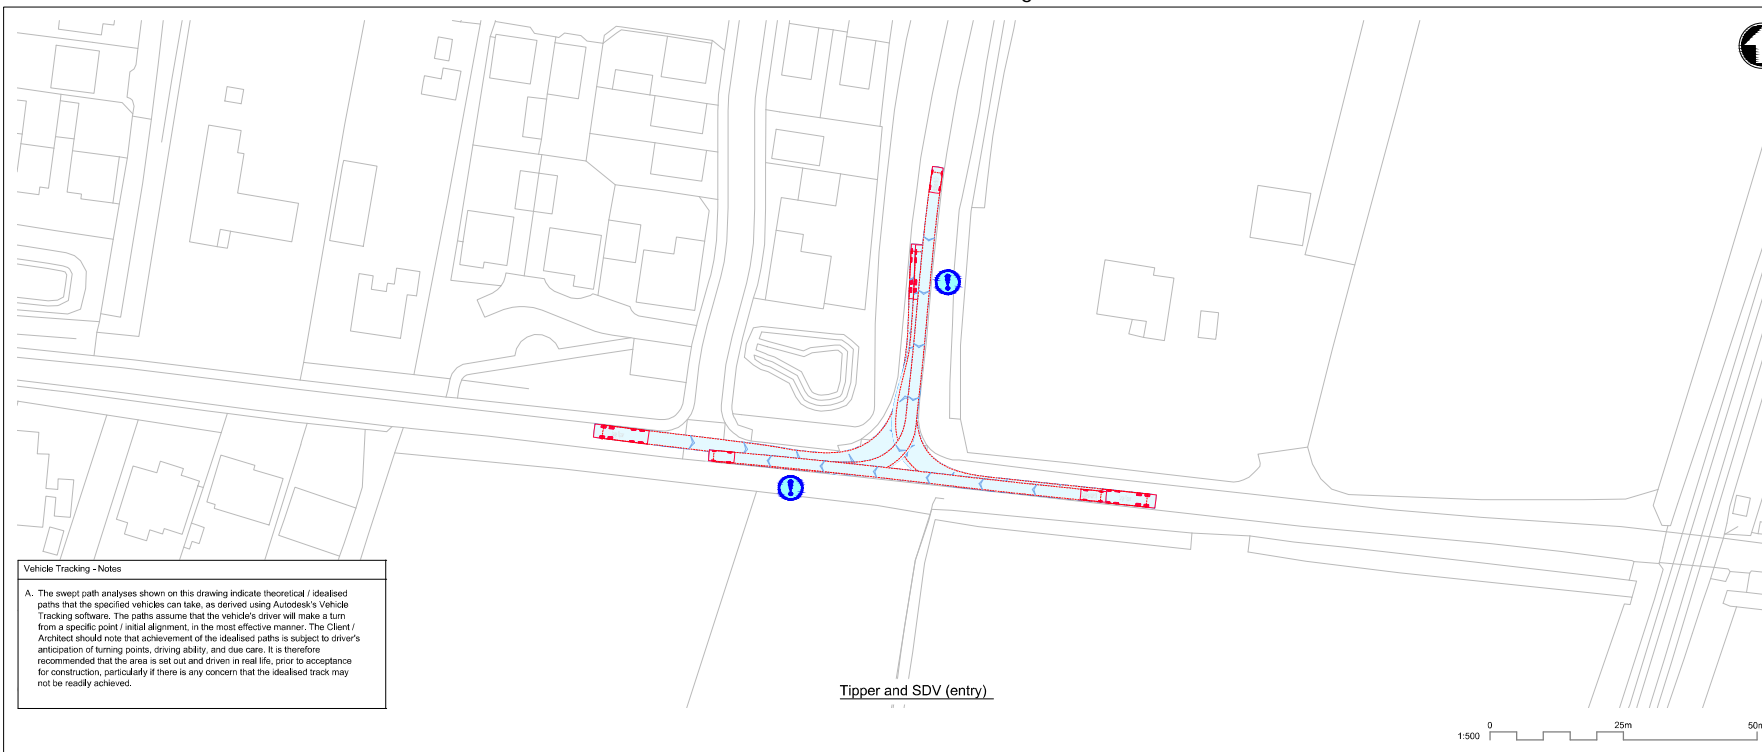 Vehicle Tracking - Notes
A. The swept path analyses shown on this drawing indicate theoretical / idealised
paths that the specified vehicles can take, as derived using Autodesk's Vehicle
Tracking software. The paths assume that the vehicle's driver will make a turn
from a specific point / initial alignment, in the most effective manner. The Client /
Architect should note that achievement of the idealised paths is subject to driver's
anticipation of turning points, driving ability, and due care. It is therefore
recommended that the area is set out and driven in real life, prior to acceptance
for construction, particularly if there is any concern that the idealised track may
not be readily achieved.
Tipper and SDV (entry)
1:500
0
25m